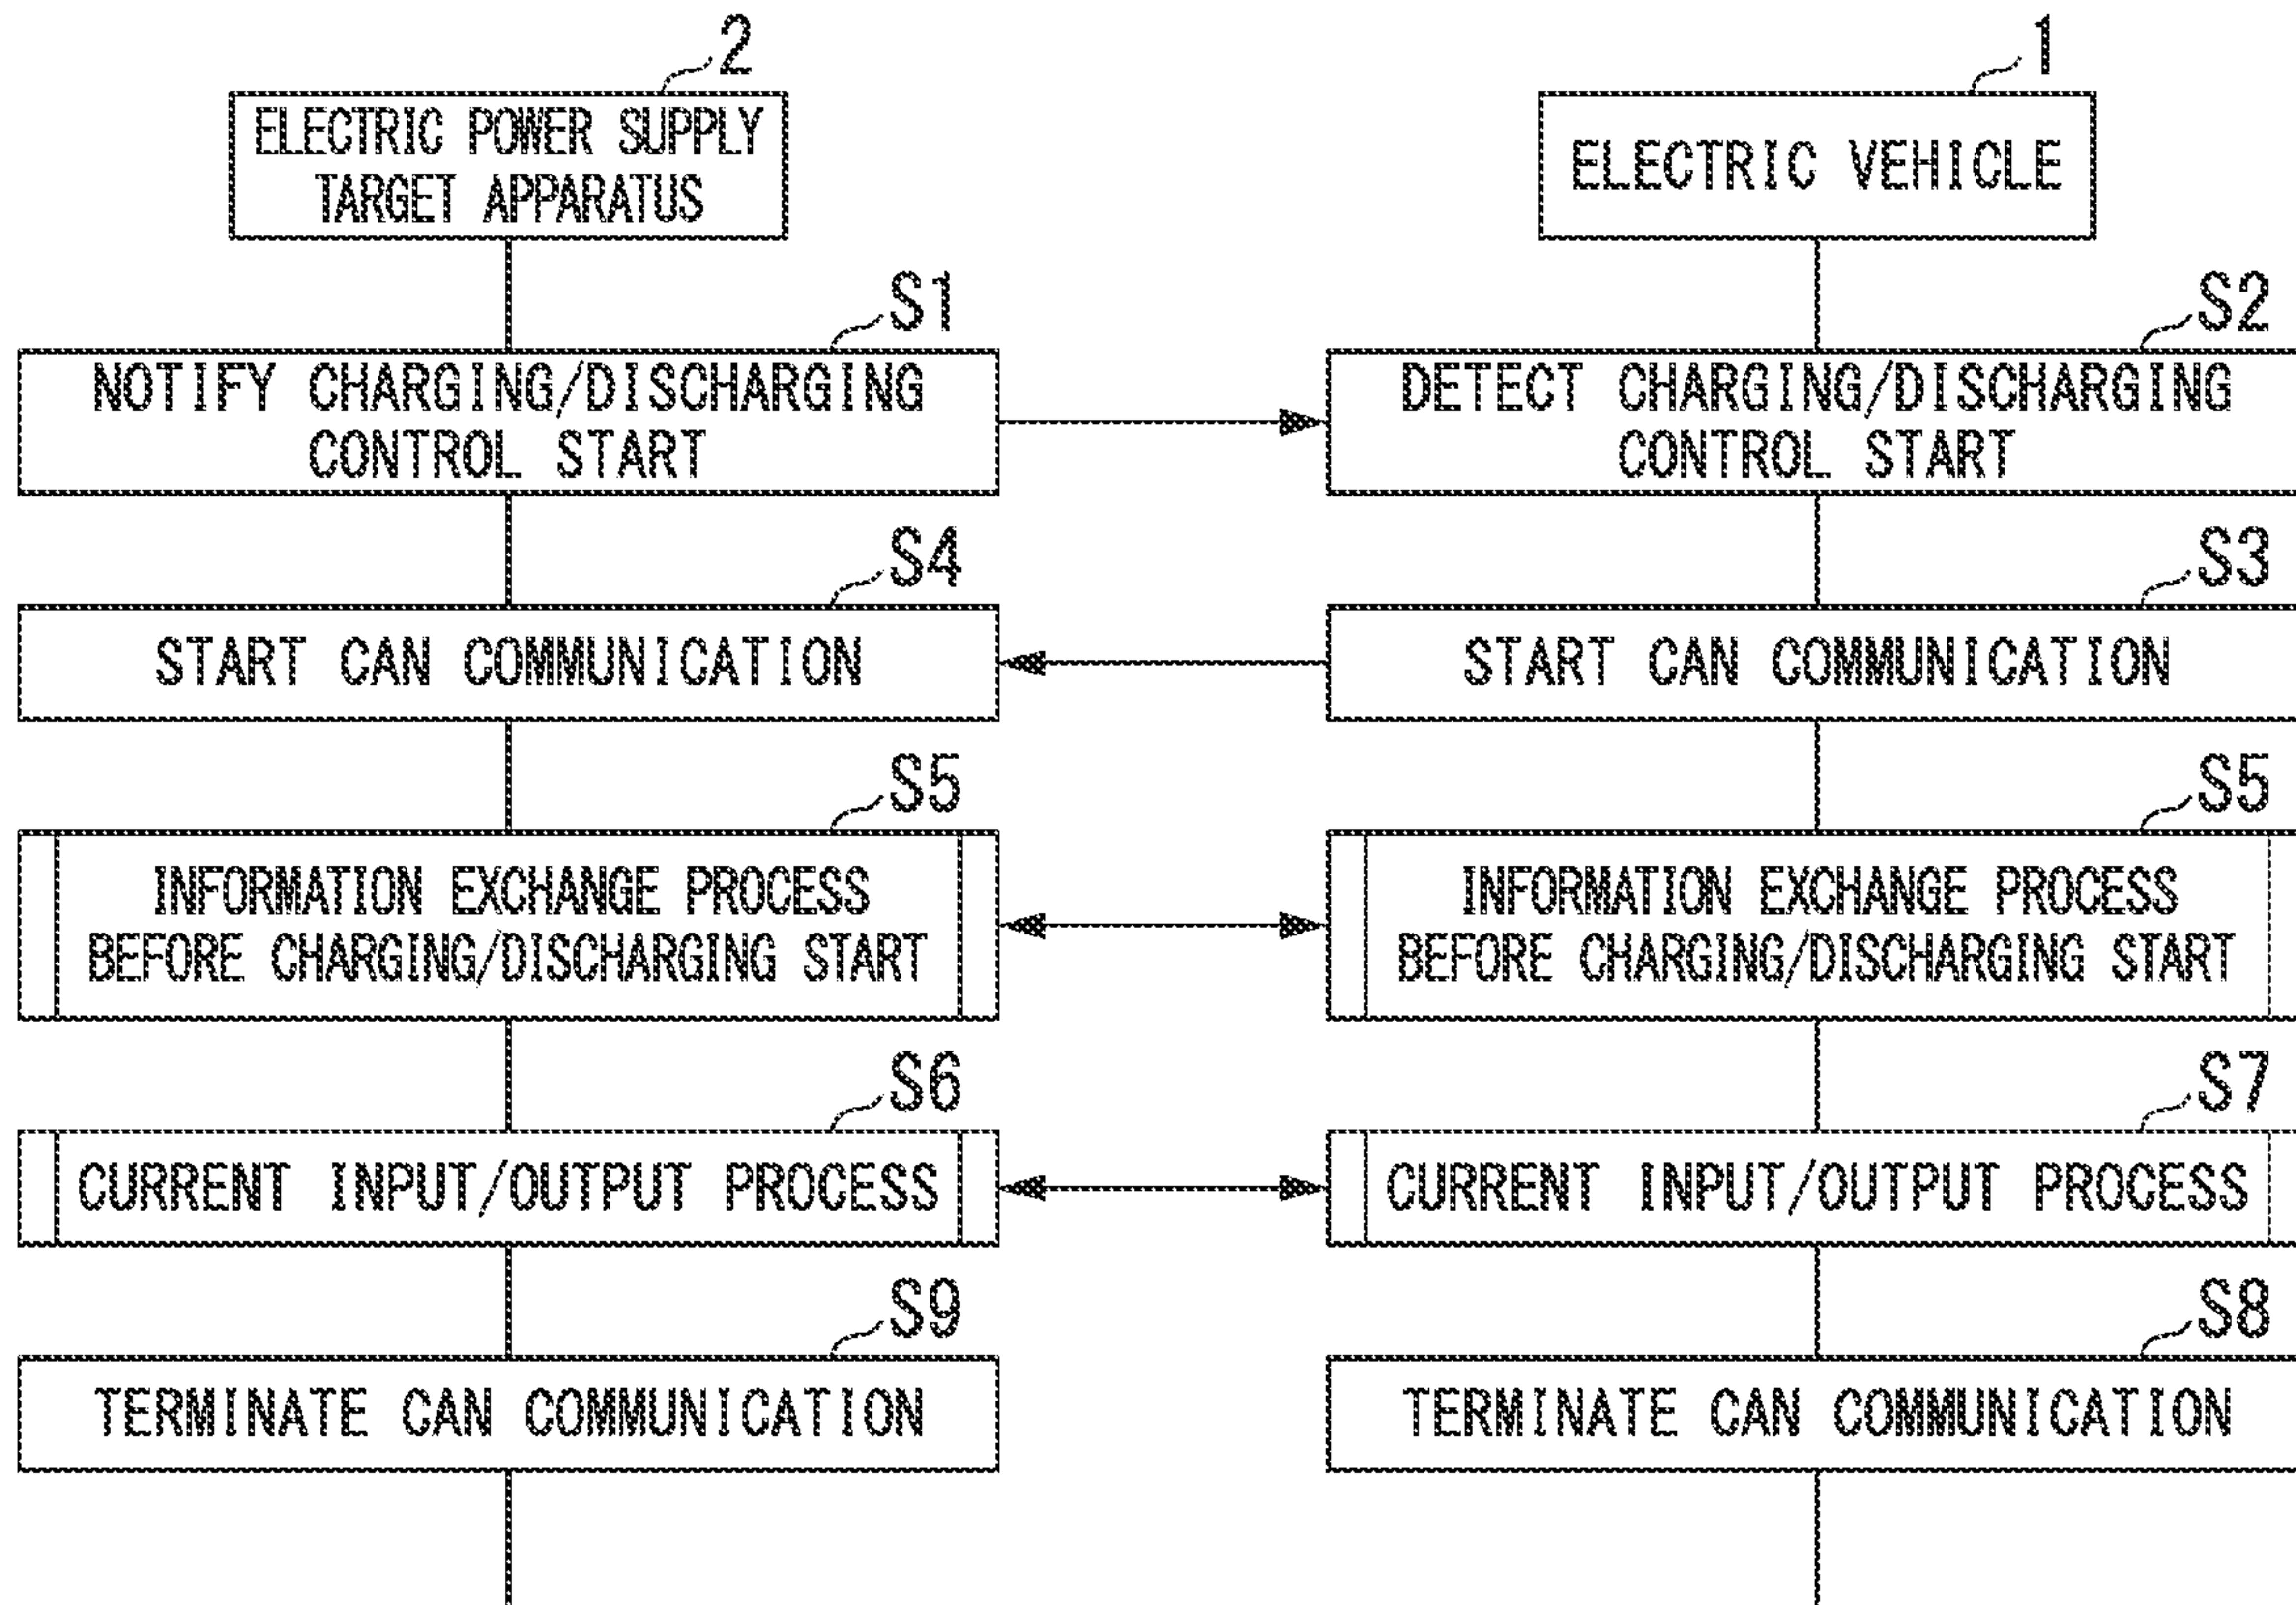 2
1
ELECTRIC POWER SUPPLY
TARGET APPARATUS
ELECTRIC VEHICLE
S1
S2
NOTIFY CHARGING/DISCHARGING
CONTROL START
DETECT CHARGING/DISCHARGING
CONTROL START
S4
S3
START CAN COMMUNICATION
START CAN COMMUNICATION
S5
S5
INFORMATION EXCHANGE PROCESS
BEFORE CHARGING/DISCHARGING START
INFORMATION EXCHANGE PROCESS
BEFORE CHARGING/DISCHARGING START
S6
S7
CURRENT INPUT/OUTPUT PROCESS
CURRENT INPUT/OUTPUT PROCESS
S9
S8
TERMINATE CAN COMMUNICATION
TERMINATE CAN COMMUNICATION